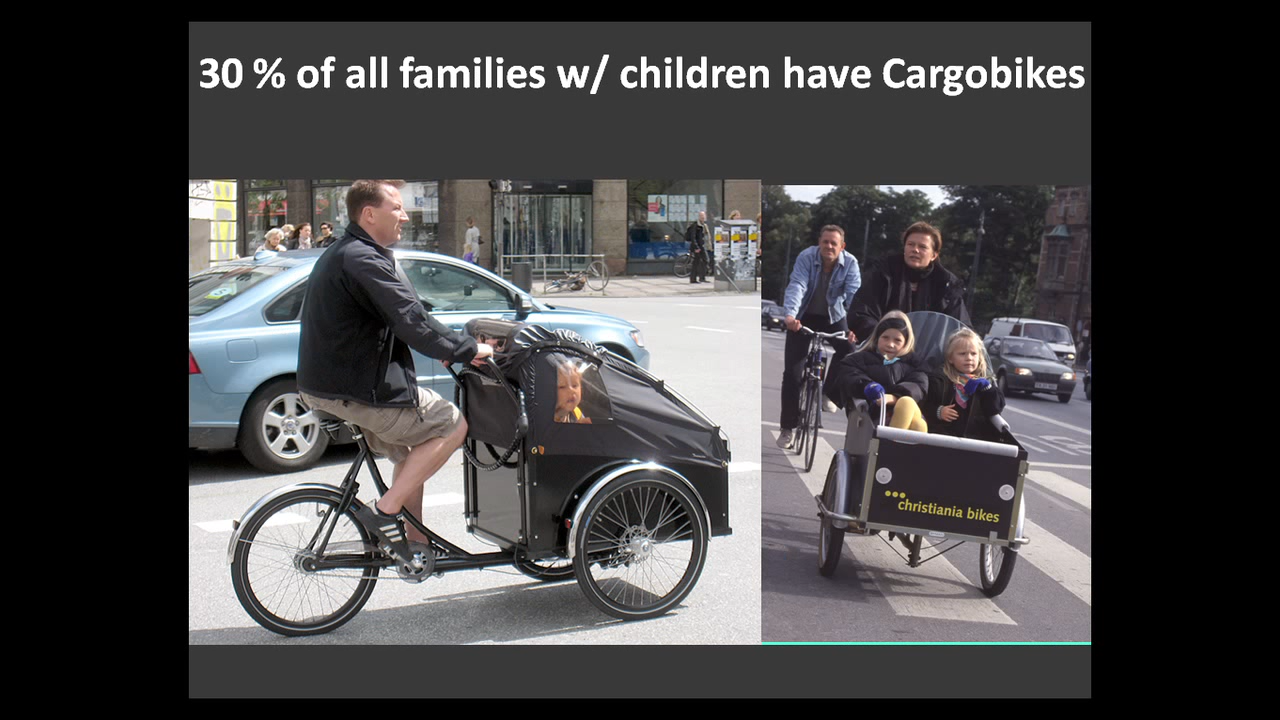 30 % of all families w/ children have Cargobikes
christiania bikes